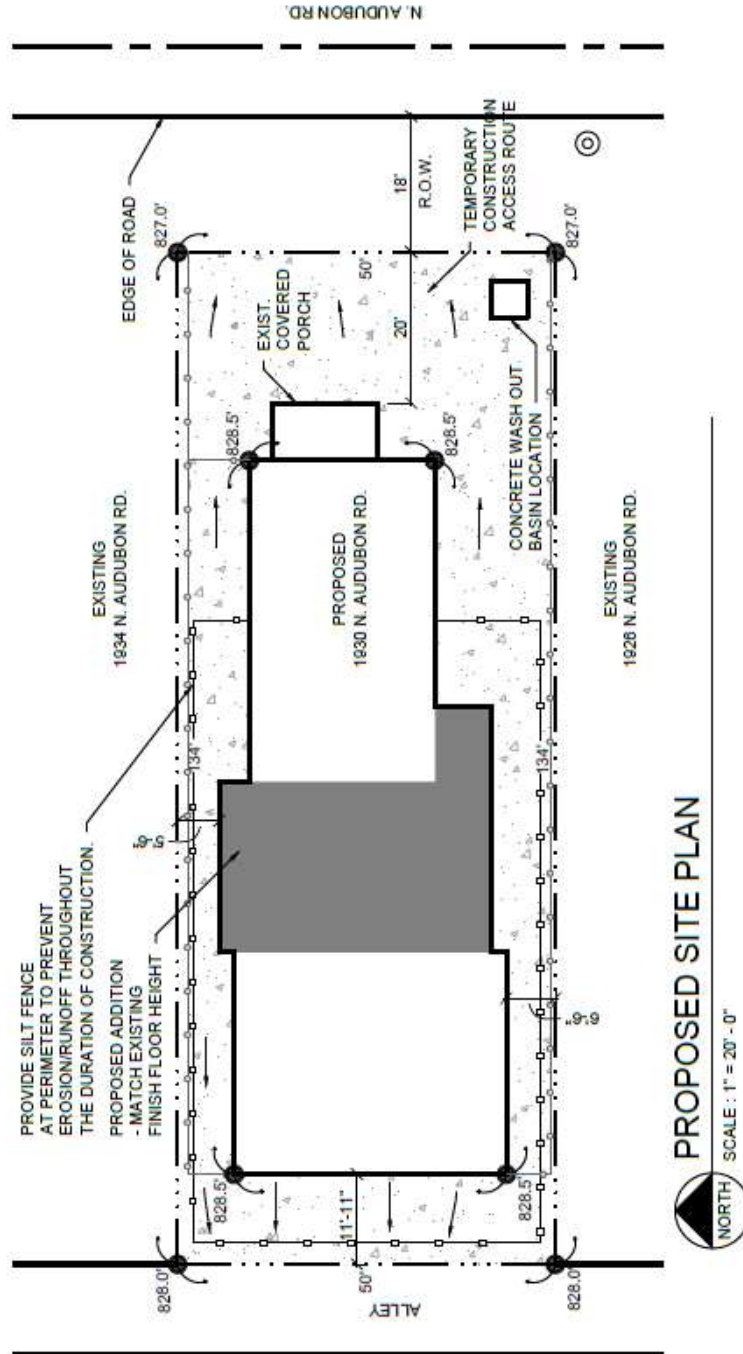 N. AUDUBON RD.
EDGE OF ROAD
827.0'
18'
R.O.W.
TEMPORARY
CONSTRUCTION
ACCESS ROUTE
827.0'
50'
20'
EXIST.
COVERED
PORCH
828.5'
828.5'
CONCRETE WASH OUT
BASIN LOCATION
EXISTING
1934 N. AUDUBON RD.
PROPOSED
1930 N. AUDUBON RD.
EXISTING
1926 N. AUDUBON RD.
PROVIDE SILT FENCE
AT PERIMETER TO PREVENT
EROSION/RUNOFF THROUGHOUT
THE DURATION OF CONSTRUCTION.
PROPOSED ADDITION
- MATCH EXISTING
FINISH FLOOR HEIGHT
134'
134'
5'-6"
6'-6"
828.5'
828.5'
11'-11"
828.0'
50'
ALLEY
828.0'
PROPOSED SITE PLAN
NORTH
SCALE : 1" = 20' - 0"